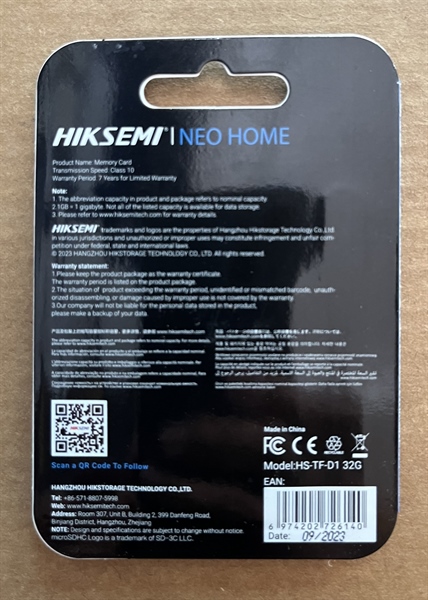 HIKSEMI® | NEO HOME
Product Name: Memory Card
Transmission Speed: Class 10
Warranty Period: 7 Years for Limited Warranty
Note:
1. The abbreviation capacity in product and package refers to nominal capacity.
2.1GB = 1 gigabyte. Not all of the listed capacity is available for data storage.
3. Please refer to www.hiksemitech.com for warranty details.
HIKSEMI trademarks and logos are the properties of Hangzhou Hikstorage Technology Co.,Ltd
in various jurisdictions and unauthorized or improper uses may constitute infringement and unfair com-
petition under federal, state and international laws.
© 2023 HANGZHOU HIKSTORAGE TECHNOLOGY CO., LTD. All rights reserved.
Warranty statement:
1.Please keep the product package as the warranty certificate.
The warranty period is listed on the product package.
2.The situation of product exceeding the warranty period, unidentified or mismatched barcode, unauth-
orized disassembling, or damage caused by improper use is not covered by the warranty.
3.Our company will not be liable for the personal data stored in the product,
please make a backup of your data.
Scan a QR Code To Follow
Made in China
FC CE
Model:HS-TF-D1 32G
EAN:
6 974202 726140
Date: 09/2023
HANGZHOU HIKSTORAGE TECHNOLOGY CO.,LTD.
Tel: +86-571-8807-5998
Web: www.hiksemitech.com
Address: Room 307, Unit B, Building 2, 399 Danfeng Road,
Binjiang District, Hangzhou, Zhejiang
NOTE: Design and specifications are subject to change without notice.
microSDHC Logo is a trademark of SD-3C LLC.